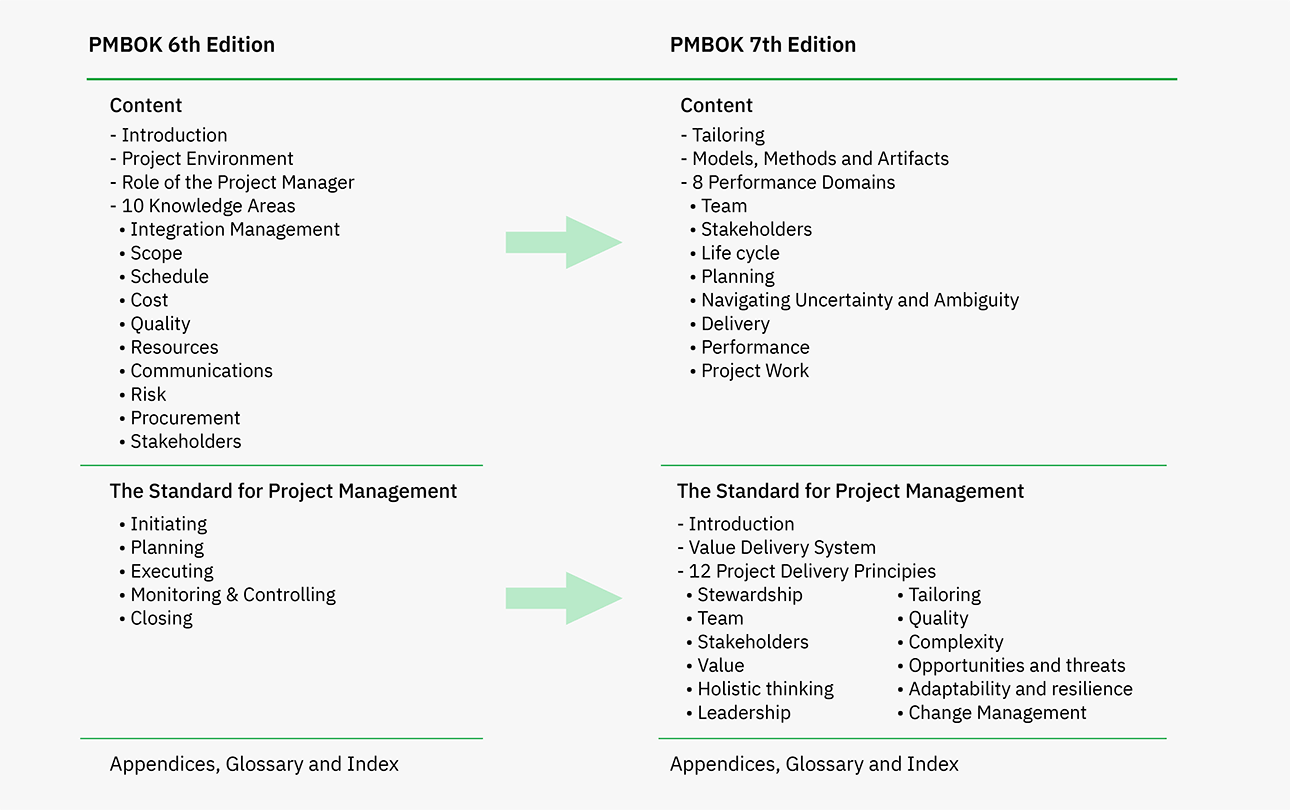 PMBOK 6th Edition
Content
- Introduction
- Project Environment
- Role of the Project Manager
- 10 Knowledge Areas
• Integration Management
• Scope
• Schedule
• Cost
• Quality
• Resources
• Communications
• Risk
• Procurement
• Stakeholders
The Standard for Project Management
• Initiating
• Planning
• Executing
• Monitoring & Controlling
• Closing
Appendices, Glossary and Index
PMBOK 7th Edition
Content
- Tailoring
- Models, Methods and Artifacts
- 8 Performance Domains
• Team
• Stakeholders
• Life cycle
• Planning
• Navigating Uncertainty and Ambiguity
• Delivery
• Performance
• Project Work
The Standard for Project Management
- Introduction
- Value Delivery System
- 12 Project Delivery Principies
• Stewardship
• Team
• Stakeholders
• Value
• Holistic thinking
• Leadership
• Tailoring
• Quality
• Complexity
• Opportunities and threats
• Adaptability and resilience
• Change Management
Appendices, Glossary and Index